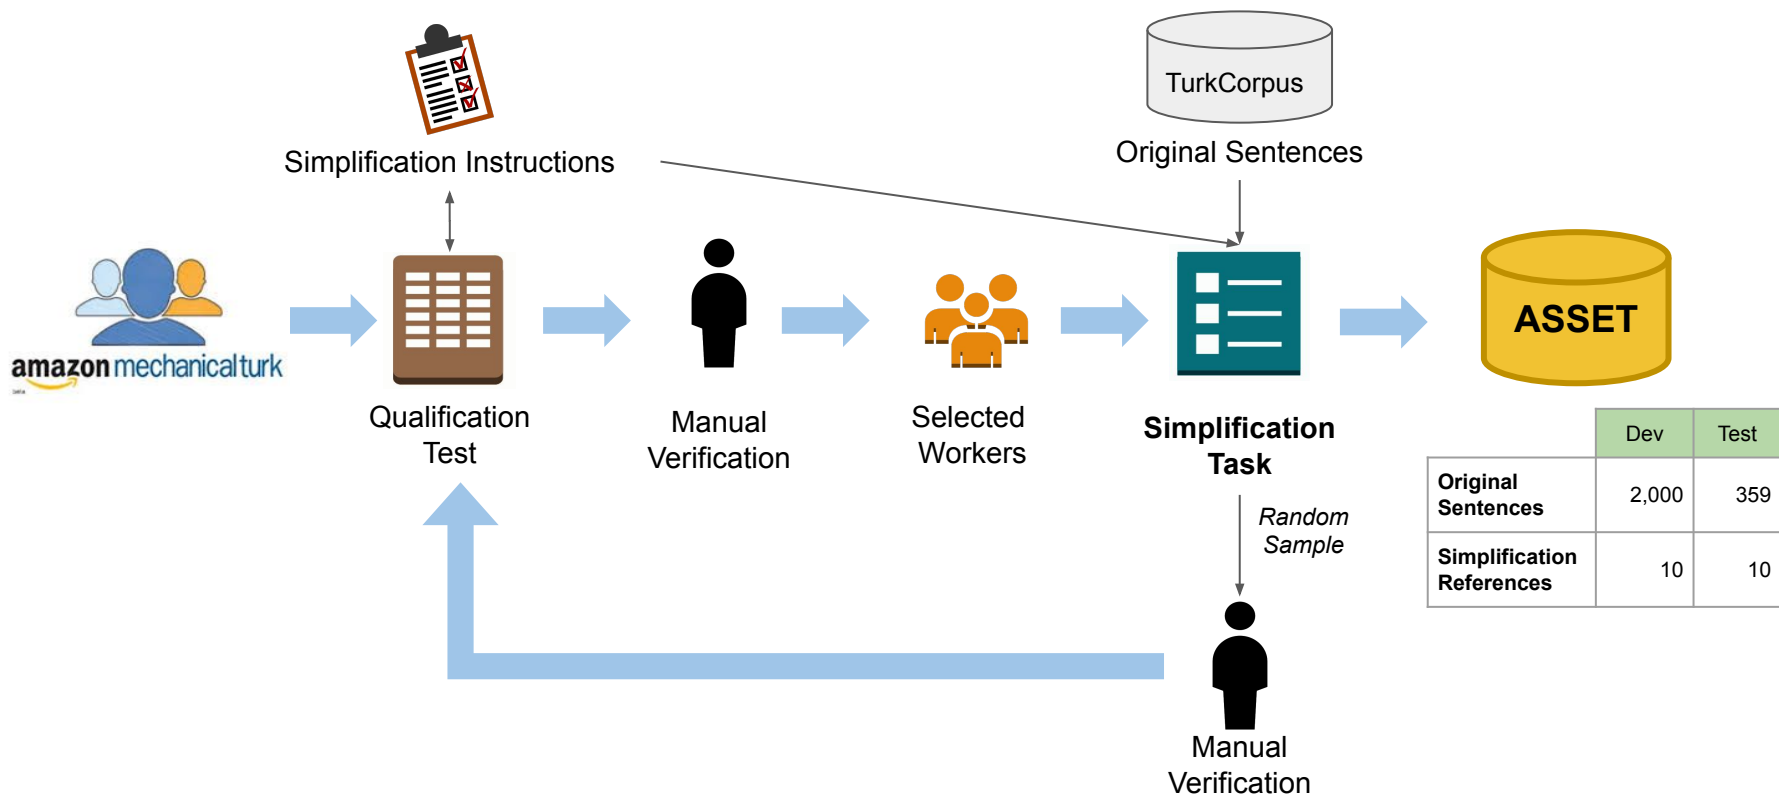 TurkCorpus
Simplification Instructions
Original Sentences
amazon mechanical turk
ASSET
Qualification
Test
Manual
Verification
Selected
Workers
Simplification
Task
Random
Sample
Manual
Verification
Dev Test
Original
Sentences 2,000 359
Simplification
References 10 10